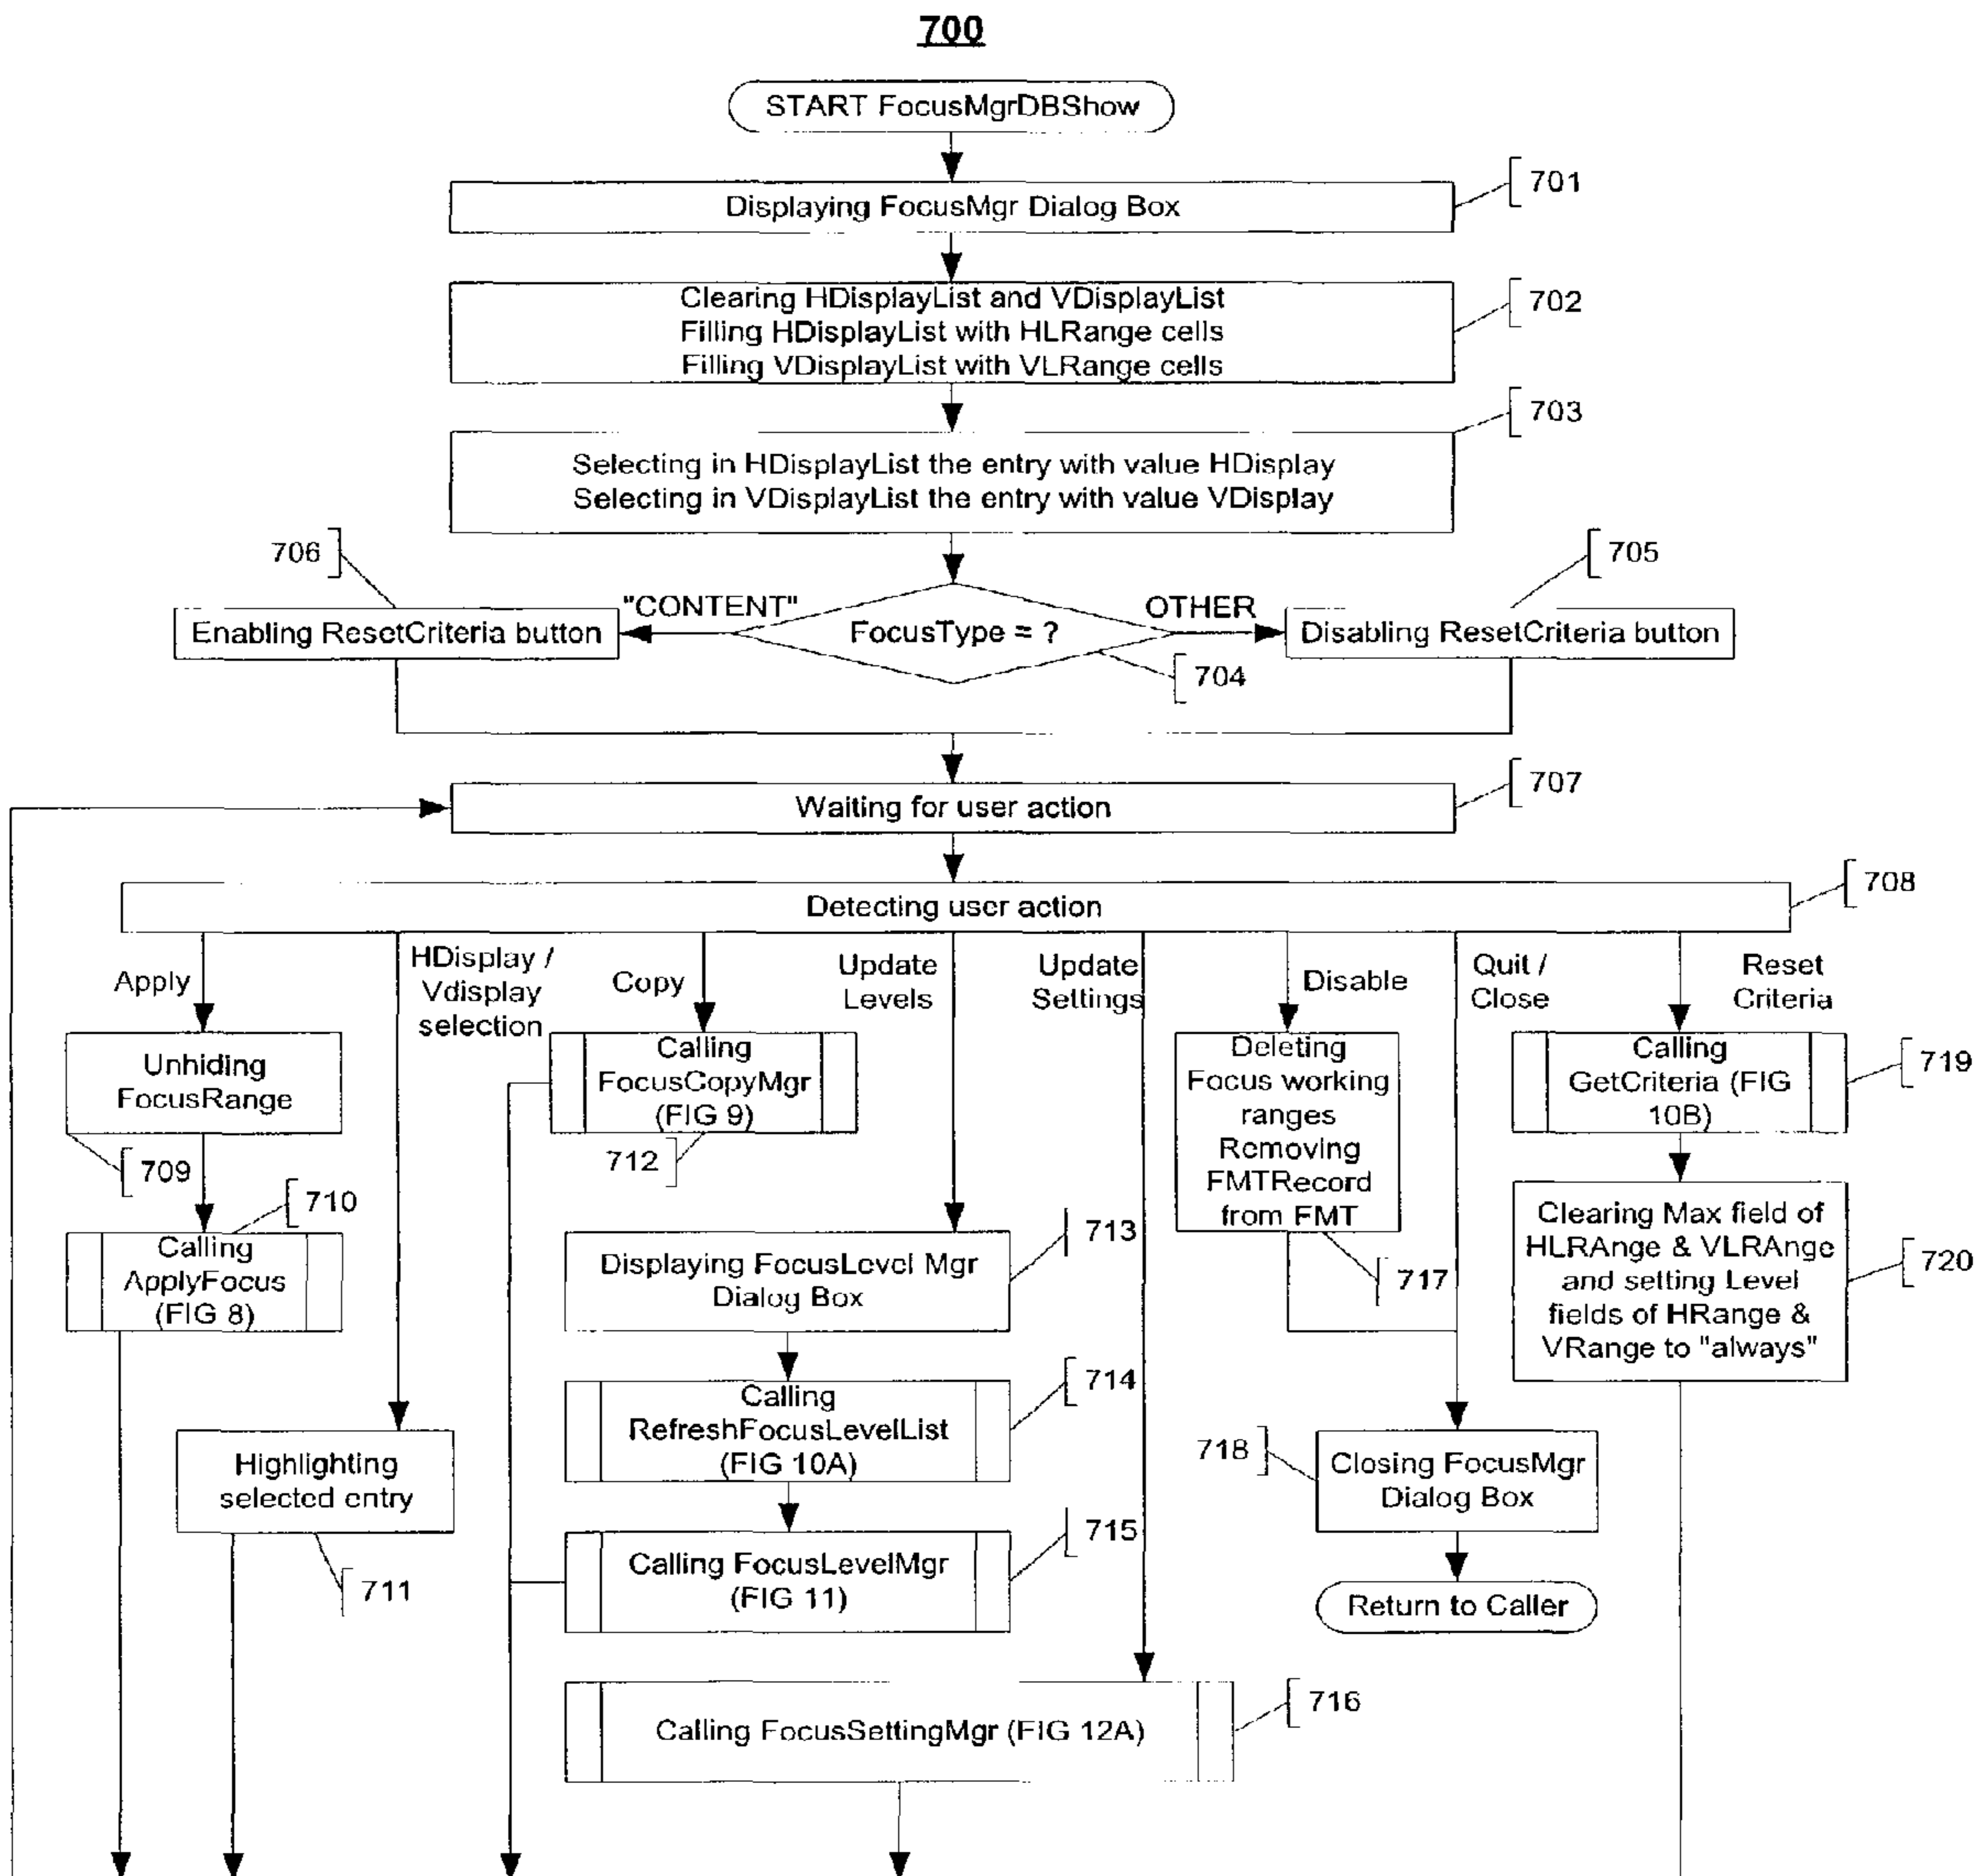 700
START FocusMgrDBShow
701
Displaying FocusMgr Dialog Box
702
Clearing HDisplayList and VDisplayList
Filling HDisplayList with HLRange cells
Filling VDisplayList with VLRange cells
703
Selecting in HDisplayList the entry with value HDisplay
Selecting in VDisplayList the entry with value VDisplay
706
705
"CONTENT"
OTHER
Enabling ResetCriteria button
FocusType = ?
Disabling ResetCriteria button
704
707
Waiting for user action
708
Detecting user action
Apply
HDisplay /
Vdisplay
selection
Copy
Update
Levels
Update
Settings
Disable
Quit /
Close
Reset
Criteria
Unhiding
FocusRange
709
710
Calling
ApplyFocus
(FIG 8)
Highlighting
selected entry
711
Calling
FocusCopyMgr
(FIG 9)
712
713
Displaying FocusLevel Mgr
Dialog Box
714
Calling
RefreshFocusLevelList
(FIG 10A)
715
Calling FocusLevelMgr
(FIG 11)
716
Calling FocusSettingMgr (FIG 12A)
Deleting
Focus working
ranges
Removing
FMTRecord
from FMT
717
718
Closing FocusMgr
Dialog Box
Return to Caller
Calling
GetCriteria (FIG
10B)
719
Clearing Max field of
HLRAnge & VLRAnge
and setting Level
fields of HRange &
VRange to "always"
720